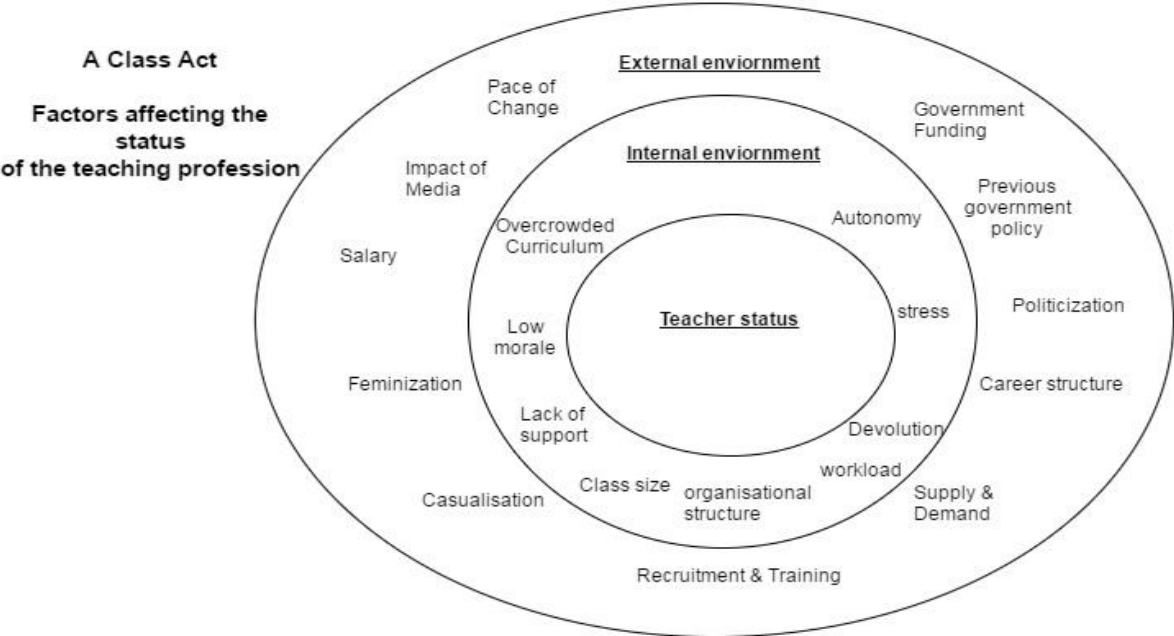 A Class Act
Factors affecting the
status
of the teaching profession
External enviornment
Pace of
Change
Government
Funding
Internal enviornment
Impact of
Media
Previous
government
policy
Overcrowded
Curriculum
Autonomy
Salary
Teacher status
stress
Politicization
Low
morale
Feminization
Career structure
Lack of
support
Devolution
workload
Class size
organisational
structure
Casualisation
Supply &
Demand
Recruitment & Training